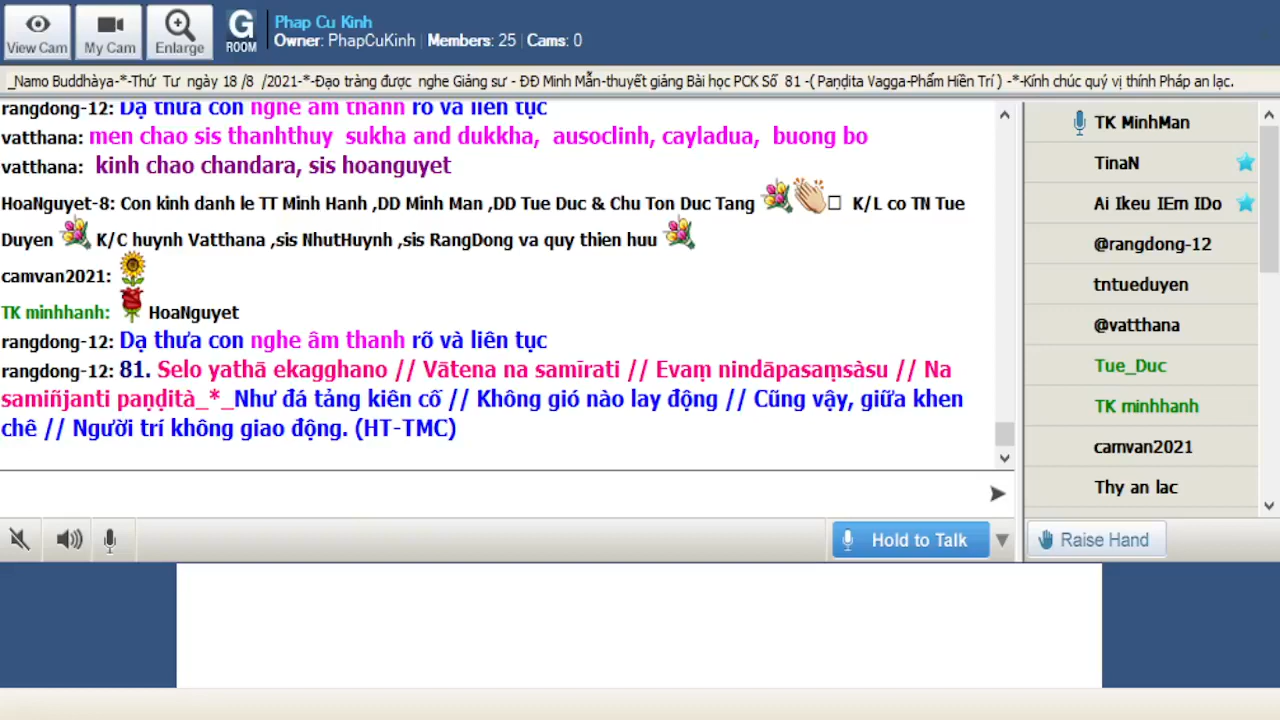 View Cam
My Cam
Enlarge
G
ROOM
Phap Cu Kinh
Owner: PhapCuKinh | Members: 25 | Cams: 0
_Namo Buddhàya-*-Thứ Tư ngày 18 /8 /2021-*-Đạo tràng được nghe Giảng sư - ĐĐ Minh Mẫn-thuyết giảng Bài học PCK Số 81 -( Paṇḍita Vagga-Phẩm Hiền Trí ) -*-Kính chúc quý vị thính Pháp an lạc.
rangdong-12: Dạ thưa con nghe âm thanh rõ và liên tục
vatthana: men chao sis thanhthuy sukha and dukkha, ausoclinh, cayladua, buong bo
vatthana: kinh chao chandara, sis hoanguyet
HoaNguyet-8: Con kinh danh le TT Minh Hanh ,DD Minh Man ,DD Tue Duc & Chu Ton Duc Tang K/L co TN Tue
Duyen K/C huynh Vatthana ,sis NhutHuynh ,sis RangDong va quy thien huu
camvan2021:
TK minhhanh: HoaNguyet
rangdong-12: Dạ thưa con nghe âm thanh rõ và liên tục
rangdong-12: 81. Selo yathā ekagghano // Vātena na samīrati // Evaṃ nindāpasaṃsàsu // Na
samiñjanti paṇḍità_*_Như đá tảng kiên cố // Không gió nào lay động // Cũng vậy, giữa khen
chê // Người trí không giao động. (HT-TMC)
Hold to Talk
TK MinhMan
TinaN
Ai Ikeu IEm IDo
@rangdong-12
tntueduyen
@vatthana
Tue_Duc
TK minhhanh
camvan2021
Thy an lac
Raise Hand